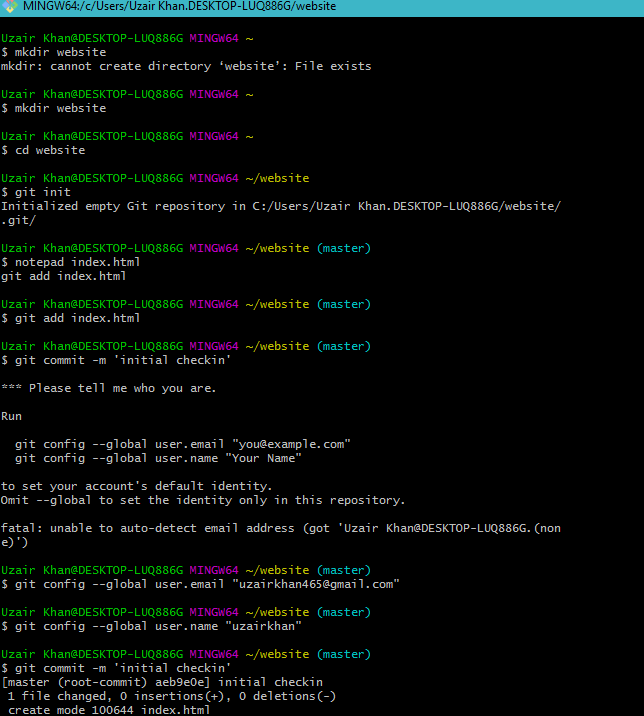 MINGW64:/c/Users/Uzair Khan.DESKTOP-LUQ886G/website
Uzair Khan@DESKTOP-LUQ886G MINGW64 ~
$ mkdir website
mkdir: cannot create directory ‘website’: File exists
Uzair Khan@DESKTOP-LUQ886G MINGW64 ~
$ mkdir website
Uzair Khan@DESKTOP-LUQ886G MINGW64 ~
$ cd website
Uzair Khan@DESKTOP-LUQ886G MINGW64 ~/website
$ git init
Initialized empty Git repository in C:/Users/Uzair Khan.DESKTOP-LUQ886G/website/
.git/
Uzair Khan@DESKTOP-LUQ886G MINGW64 ~/website (master)
$ notepad index.html
git add index.html
Uzair Khan@DESKTOP-LUQ886G MINGW64 ~/website (master)
$ git add index.html
Uzair Khan@DESKTOP-LUQ886G MINGW64 ~/website (master)
$ git commit -m 'initial checkin'
*** Please tell me who you are.
Run
git config --global user.email "you@example.com"
git config --global user.name "Your Name"
to set your account's default identity.
Omit --global to set the identity only in this repository.
fatal: unable to auto-detect email address (got 'Uzair Khan@DESKTOP-LUQ886G.(non
e)')
Uzair Khan@DESKTOP-LUQ886G MINGW64 ~/website (master)
$ git config --global user.email "uzairkhan465@gmail.com"
Uzair Khan@DESKTOP-LUQ886G MINGW64 ~/website (master)
$ git config --global user.name "uzairkhan"
Uzair Khan@DESKTOP-LUQ886G MINGW64 ~/website (master)
$ git commit -m 'initial checkin'
[master (root-commit) aeb9e0e] initial checkin
1 file changed, 0 insertions(+), 0 deletions(-)
create mode 100644 index.html